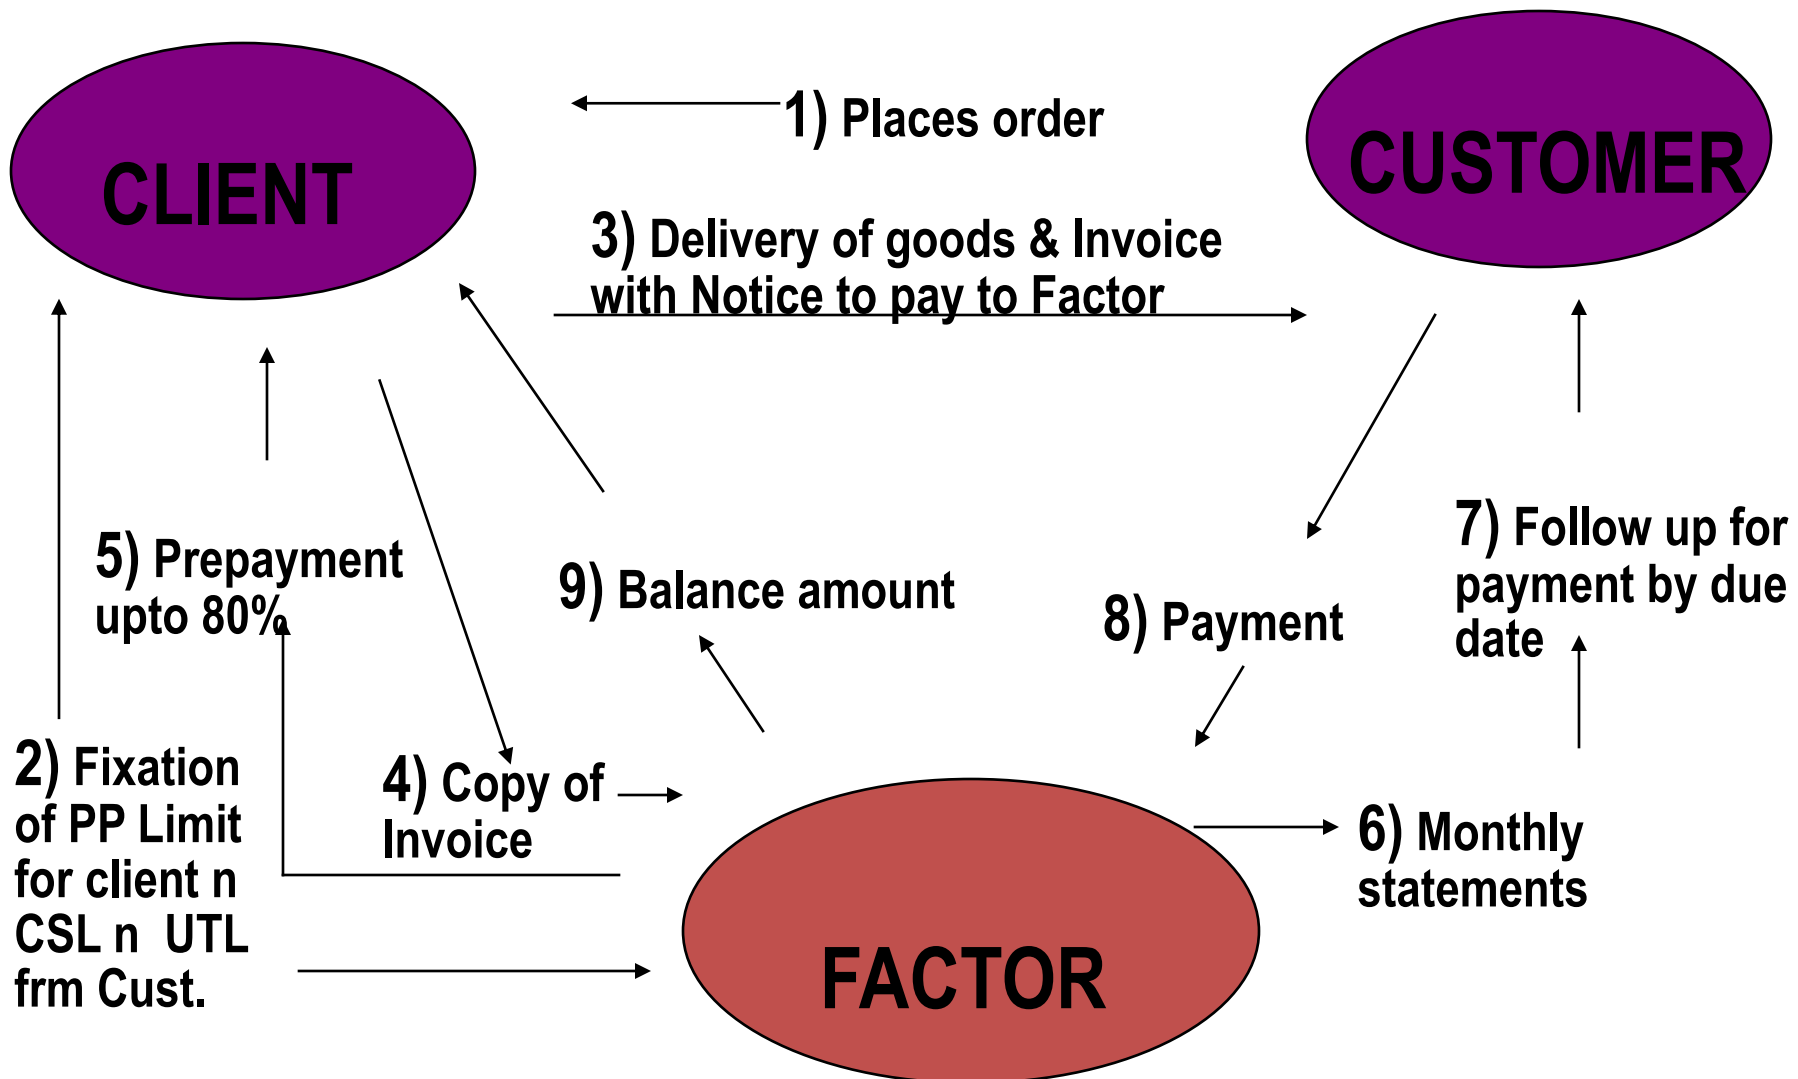 1) Places order
CLIENT
CUSTOMER
3) Delivery of goods & Invoice
with Notice to pay to Factor
5) Prepayment
upto 80%
9) Balance amount
8) Payment
7) Follow up for
payment by due
date
2) Fixation
of PP Limit
for client n
CSL n UTL
frm Cust.
4) Copy of
Invoice
6) Monthly
statements
FACTOR